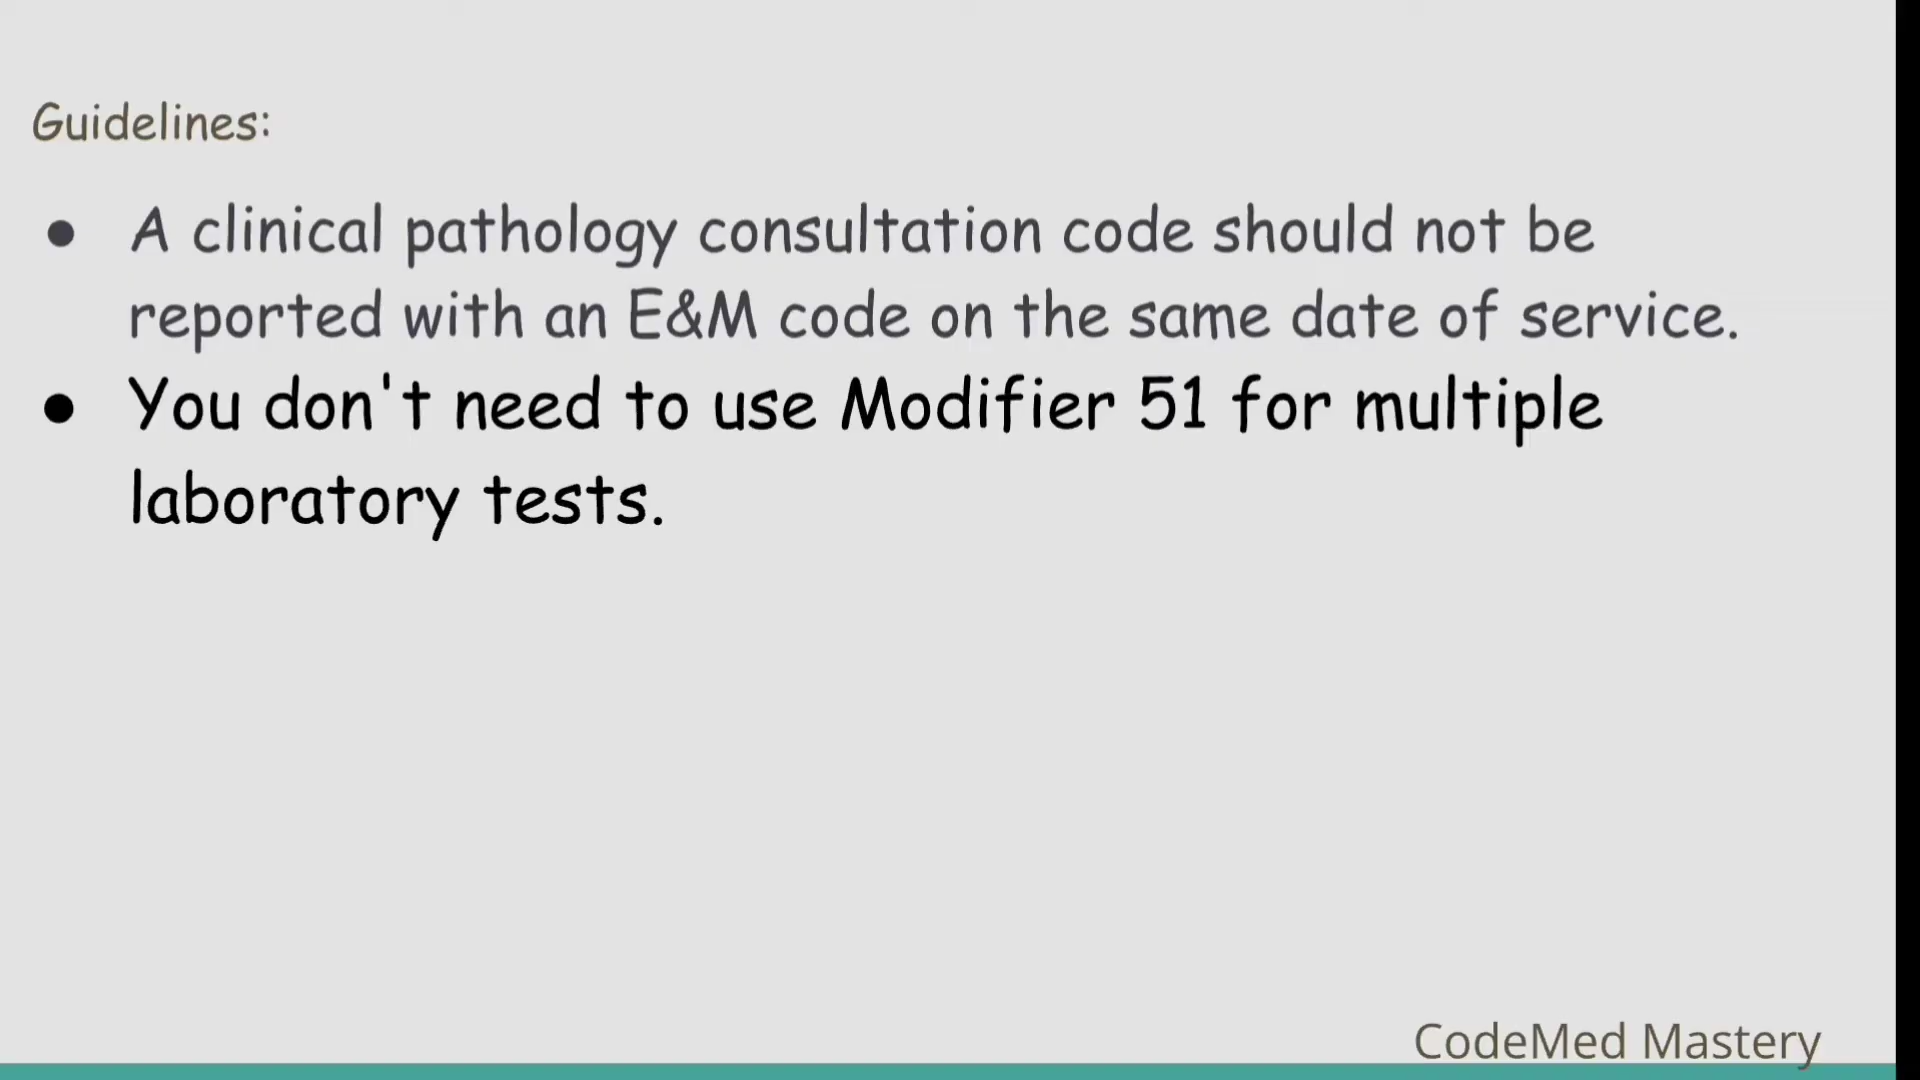 Guidelines:
● A clinical pathology consultation code should not be
reported with an E&M code on the same date of service.
● You don't need to use Modifier 51 for multiple
laboratory tests.
CodeMed Mastery